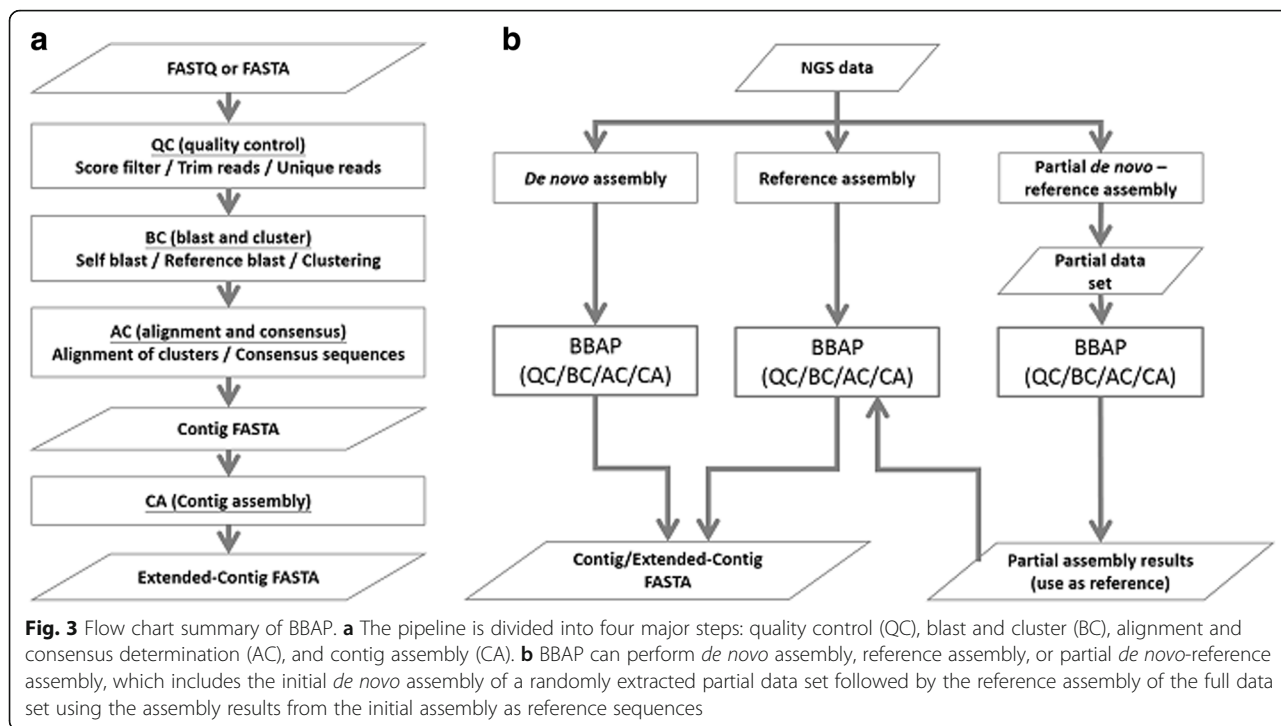 a
FASTQ or FASTA
QC (quality control)
Score filter / Trim reads / Unique reads
BC (blast and cluster)
Self blast / Reference blast / Clustering
AC (alignment and consensus)
Alignment of clusters / Consensus sequences
Contig FASTA
CA (Contig assembly)
Extended-Contig FASTA
b
NGS data
De novo assembly
Reference assembly
Partial de novo –
reference assembly
Partial data
set
BBAP
(QC/BC/AC/CA)
BBAP
(QC/BC/AC/CA)
BBAP
(QC/BC/AC/CA)
Contig/Extended-Contig
FASTA
Partial assembly results
(use as reference)
Fig. 3 Flow chart summary of BBAP. a The pipeline is divided into four major steps: quality control (QC), blast and cluster (BC), alignment and
consensus determination (AC), and contig assembly (CA). b BBAP can perform de novo assembly, reference assembly, or partial de novo-reference
assembly, which includes the initial de novo assembly of a randomly extracted partial data set followed by the reference assembly of the full data
set using the assembly results from the initial assembly as reference sequences